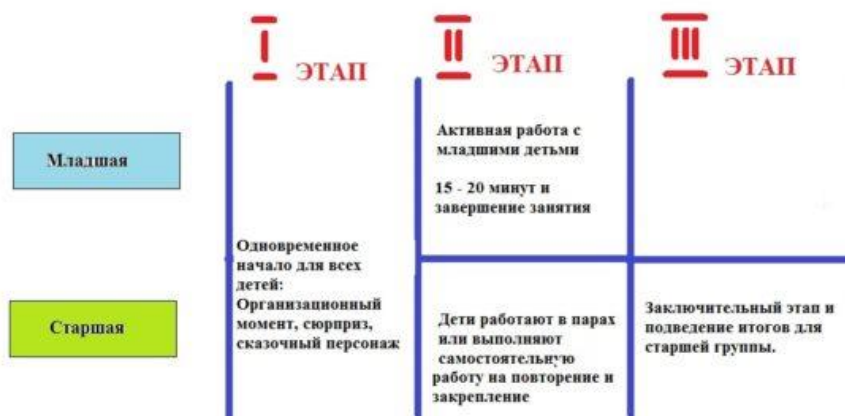 I ЭТАП
II ЭТАП
III ЭТАП
Младшая
Активная работа с
младшими детьми
15 - 20 минут и
завершение занятия
Одновременное
начало для всех
детей:
Организационный
момент, сюрприз,
сказочный персонаж
Старшая
Дети работают в парах
или выполняют
самостоятельную
работу на повторение и
закрепление
Заключительный этап и
подведение итогов для
старшей группы.